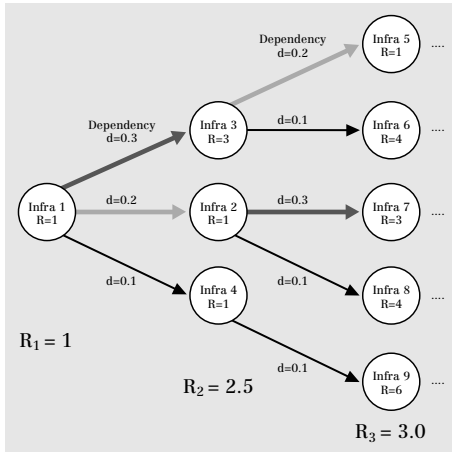 Dependency
d=0.2
Infra 5
R=1
....
Dependency
d=0.3
Infra 3
R=3
d=0.1
Infra 6
R=4
....
Infra 1
R=1
d=0.2
Infra 2
R=1
d=0.3
Infra 7
R=3
....
d=0.1
Infra 4
R=1
d=0.1
Infra 8
R=4
....
R₁ = 1
d=0.1
Infra 9
R=6
....
R₂ = 2.5
R₃ = 3.0